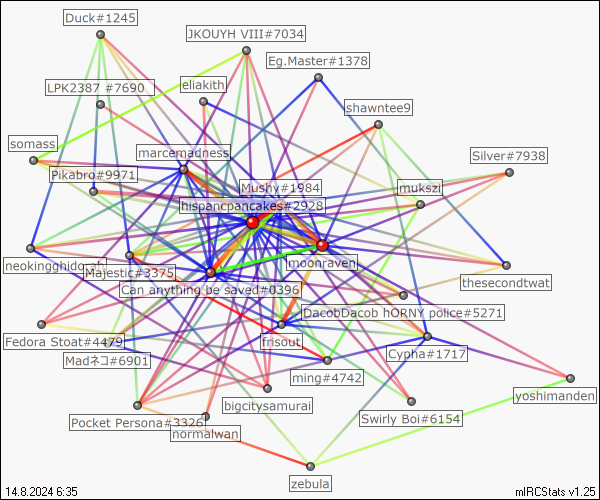 Duck#1245
JKOUYH VIII#7034
Eg.Master#1378
LPK2387 #7690
eliakith
shawntee9
somass
marcemadness
Silver#7938
Pikabro#9971
Mushy#1984
mukszi
hispancpancakes#2928
neokingghidorah
Majestic#3375
moonraven
thesecondtwat
Can anything be saved#0396
DacobDacob hORNY police#5271
Fedora Stoat#4479
frisout
Madネコ#6901
Cypha#1717
ming#4742
yoshimanden
bigcitysamurai
Pocket Persona#3326
Swirly Boi#6154
normalwan
zebula
14.8.2024 6:35
mIRCStats v1.25